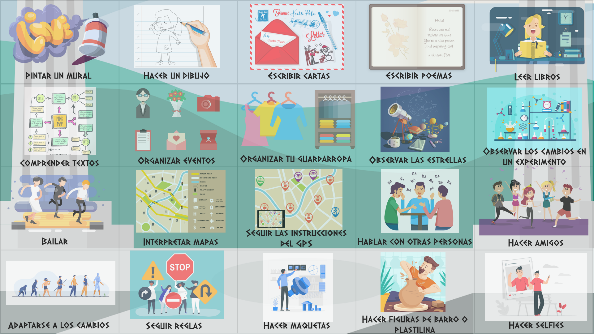 LOVE
PINTAR UN MURAL
HACER UN DIBUJO
ESCRIBIR CARTAS
ESCRIBIR POEMAS
LEER LIBROS
COMPRENDER TEXTOS
ORGANIZAR EVENTOS
ORGANIZAR TU GUARDARROPA
OBSERVAR LAS ESTRELLAS
OBSERVAR LOS CAMBIOS EN
UN EXPERIMENTO
BAILAR
INTERPRETAR MAPAS
SEGUIR LAS INSTRUCCIONES
DEL GPS
HABLAR CON OTRAS PERSONAS
HACER AMIGOS
STOP
ADAPTARSE A LOS CAMBIOS
SEGUIR REGLAS
HACER MAQUETAS
HACER FIGURAS DE BARRO O
PLASTILINA
HACER SELFIES